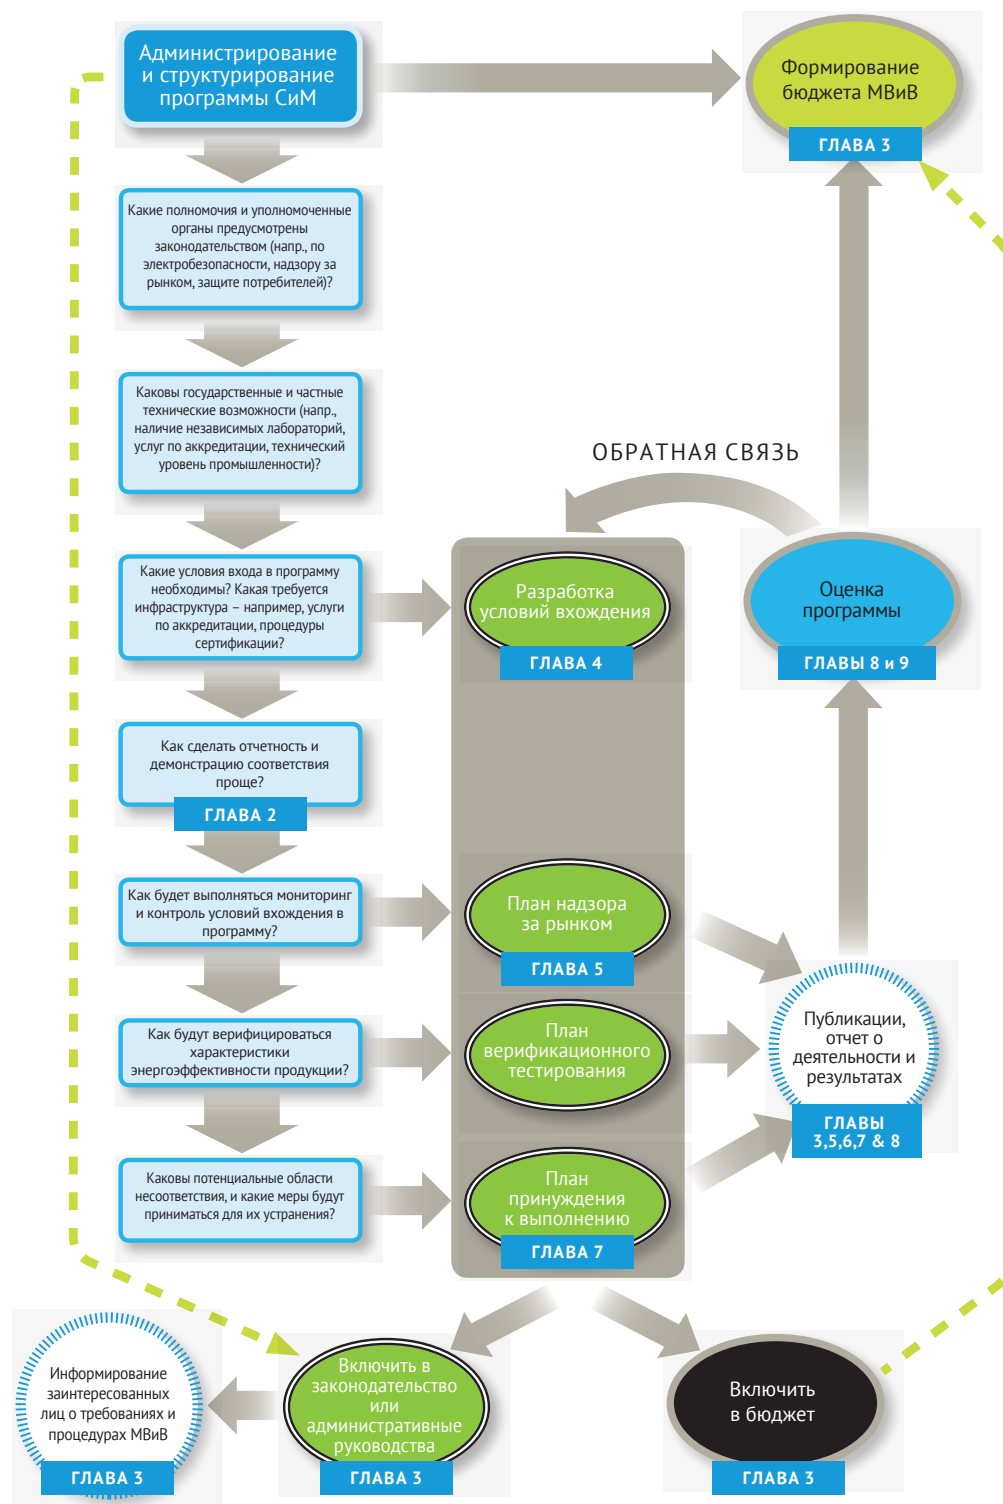 Администрирование
и структурирование
программы СиМ
Формирование
бюджета МВиВ
ГЛАВА 3
Какие полномочия и уполномоченные
органы предусмотрены
законодательством (напр., по
электробезопасности, надзору за
рынком, защите потребителей)?
Каковы государственные и частные
технические возможности (напр.,
наличие независимых лабораторий,
услуг по аккредитации, технический
уровень промышленности)?
ОБРАТНАЯ СВЯЗЬ
Какие условия входа в программу
необходимы? Какая требуется
инфраструктура – например, услуги
по аккредитации, процедуры
сертификации?
Разработка
условий вхождения
ГЛАВА 4
Оценка
программы
ГЛАВЫ 8 и 9
Как сделать отчетность и
демонстрацию соответствия
проще?
ГЛАВА 2
Как будет выполняться мониторинг
и контроль условий вхождения в
программу?
План надзора
за рынком
ГЛАВА 5
Как будут верифицироваться
характеристики
энергоэффективности продукции?
План
верификационного
тестирования
Публикации,
отчет о
деятельности и
результатах
ГЛАВЫ
3,5,6,7 & 8
Каковы потенциальные области
несоответствия, и какие меры будут
приниматься для их устранения?
План
принуждения
к выполнению
ГЛАВА 7
Информирование
заинтересованных
лиц о требованиях и
процедурах МВиВ
ГЛАВА 3
Включить в
законодательство
или
административные
руководства
ГЛАВА 3
Включить
в бюджет
ГЛАВА 3